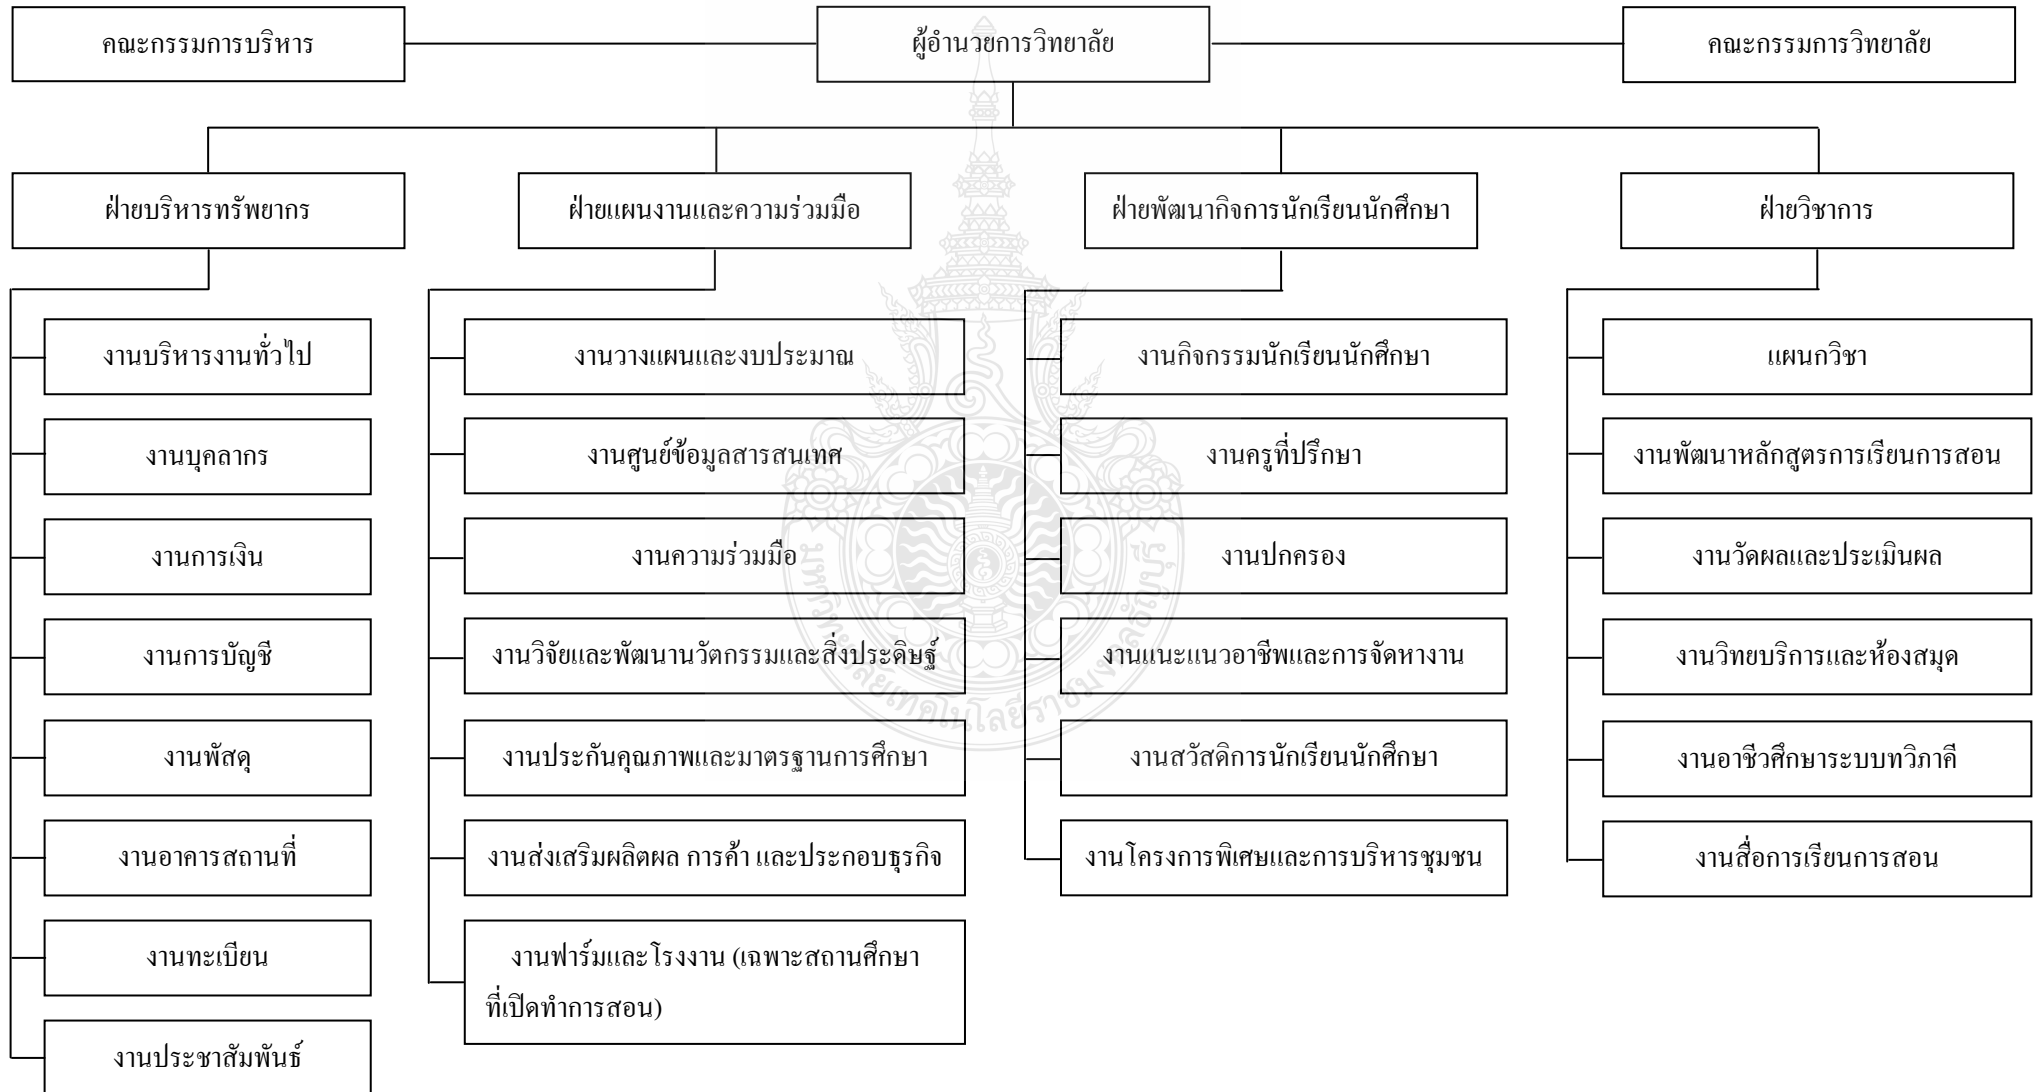 คณะกรรมการบริหาร
ผู้อำนวยการวิทยาลัย
คณะกรรมการวิทยาลัย
ฝ่ายบริหารทรัพยากร
ฝ่ายแผนงานและความร่วมมือ
ฝ่ายพัฒนากิจการนักเรียนนักศึกษา
ฝ่ายวิชาการ
งานบริหารงานทั่วไป
งานบุคลากร
งานการเงิน
งานการบัญชี
งานพัสดุ
งานอาคารสถานที่
งานทะเบียน
งานประชาสัมพันธ์
งานวางแผนและงบประมาณ
งานศูนย์ข้อมูลสารสนเทศ
งานความร่วมมือ
งานวิจัยและพัฒนานวัตกรรมและสิ่งประดิษฐ์
งานประกันคุณภาพและมาตรฐานการศึกษา
งานส่งเสริมผลิตผล การค้า และประกอบธุรกิจ
งานฟาร์มและโรงงาน (เฉพาะสถานศึกษา
ที่เปิดทำการสอน)
งานกิจกรรมนักเรียนนักศึกษา
งานครูที่ปรึกษา
งานปกครอง
งานแนะแนวอาชีพและการจัดหางาน
งานสวัสดิการนักเรียนนักศึกษา
งานโครงการพิเศษและการบริหารชุมชน
แผนกวิชา
งานพัฒนาหลักสูตรการเรียนการสอน
งานวัดผลและประเมินผล
งานวิทยบริการและห้องสมุด
งานอาชีวศึกษาระบบทวิภาคี
งานสื่อการเรียนการสอน
มหาวิทยาลัยเทคโนโลยีราชมงคลธัญบุรี